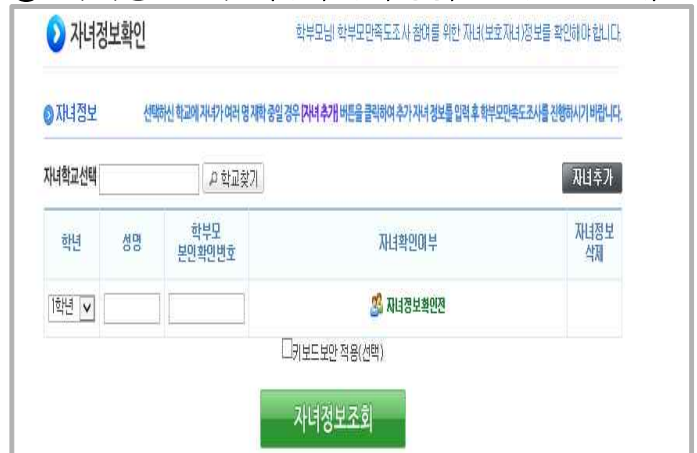 자녀정보확인
학부모님! 학부모만족도조사 참여를 위한 자녀(보호자녀)정보를 확인해야 합니다.
자녀정보
선택하신 학교에 자녀가 여러 명 재학 중일 경우 [자녀 추가] 버튼을 클릭하여 추가 자녀 정보를 입력 후 학부모만족도조사를 진행하시기 바랍니다.
자녀학교선택 학교찾기 자녀추가
학년 성명 학부모 본인확인번호 자녀확인여부 자녀정보 삭제
1학년 자녀정보확인전
키보드보안 적용(선택)
자녀정보조회